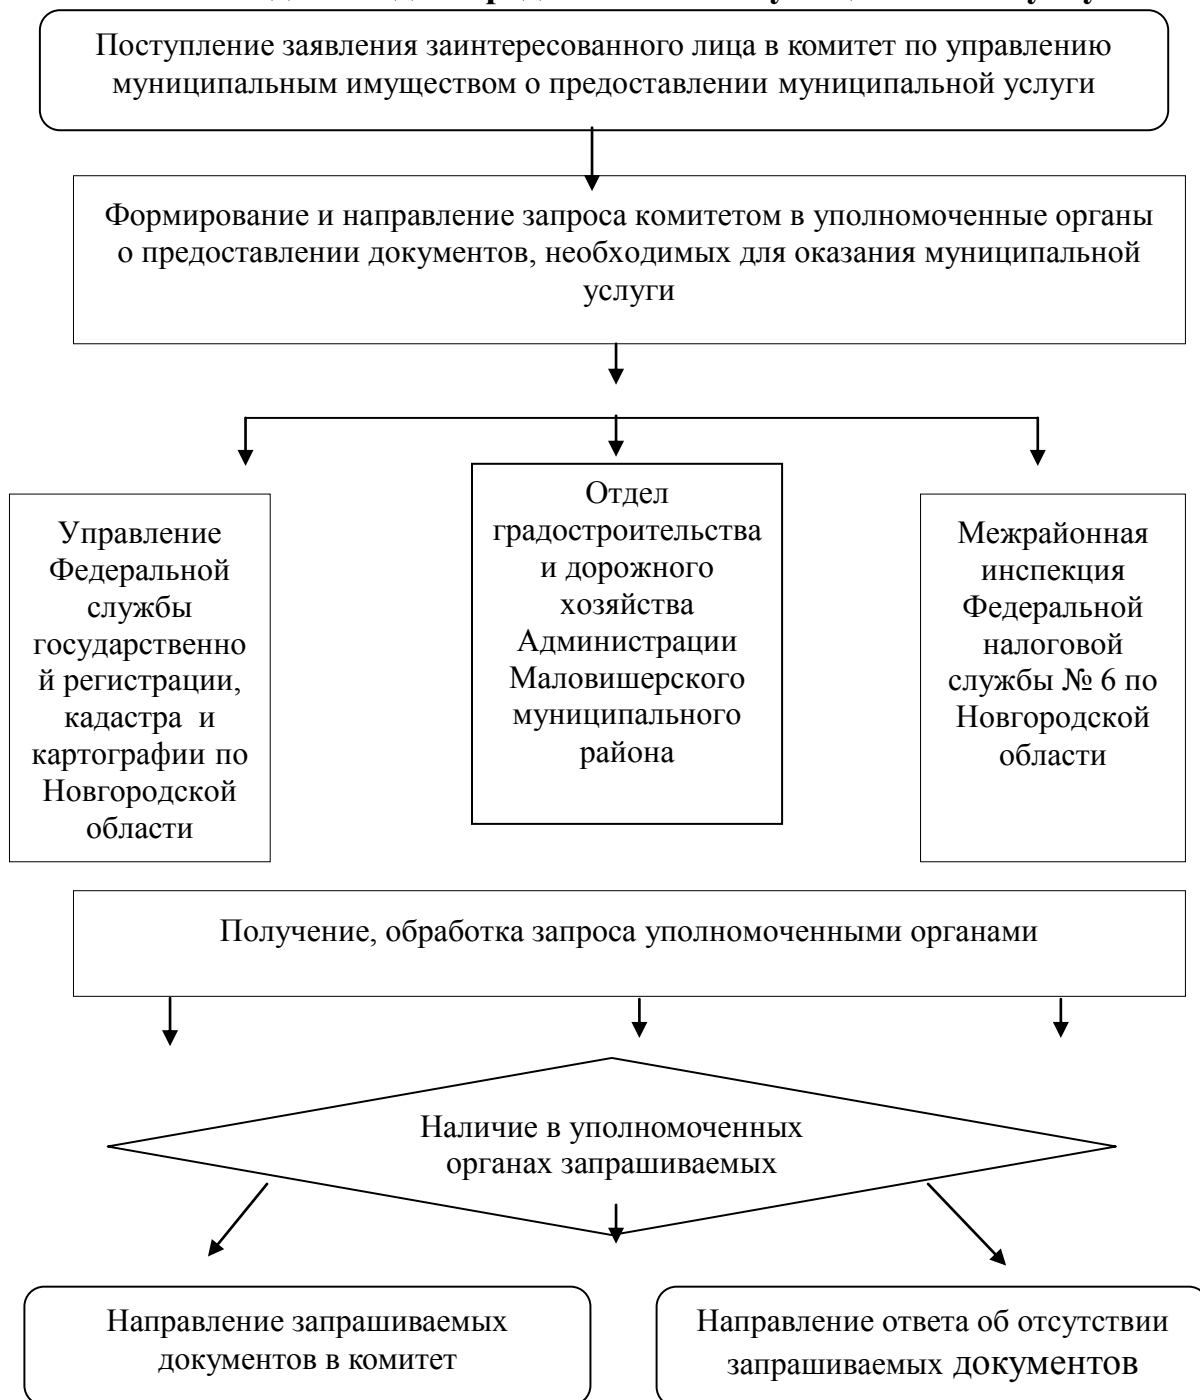 Поступление заявления заинтересованного лица в комитет по управлению
муниципальным имуществом о предоставлении муниципальной услуги
Формирование и направление запроса комитетом в уполномоченные органы
о предоставлении документов, необходимых для оказания муниципальной
услуги
Управление
Федеральной
службы
государственно
й регистрации,
кадастра и
картографии по
Новгородской
области
Отдел
градостроительства
и дорожного
хозяйства
Администрации
Маловишерского
муниципального
района
Межрайонная
инспекция
Федеральной
налоговой
службы № 6 по
Новгородской
области
Получение, обработка запроса уполномоченными органами
Наличие в уполномоченных
органах запрашиваемых
Направление запрашиваемых
документов в комитет
Направление ответа об отсутствии
запрашиваемых документов